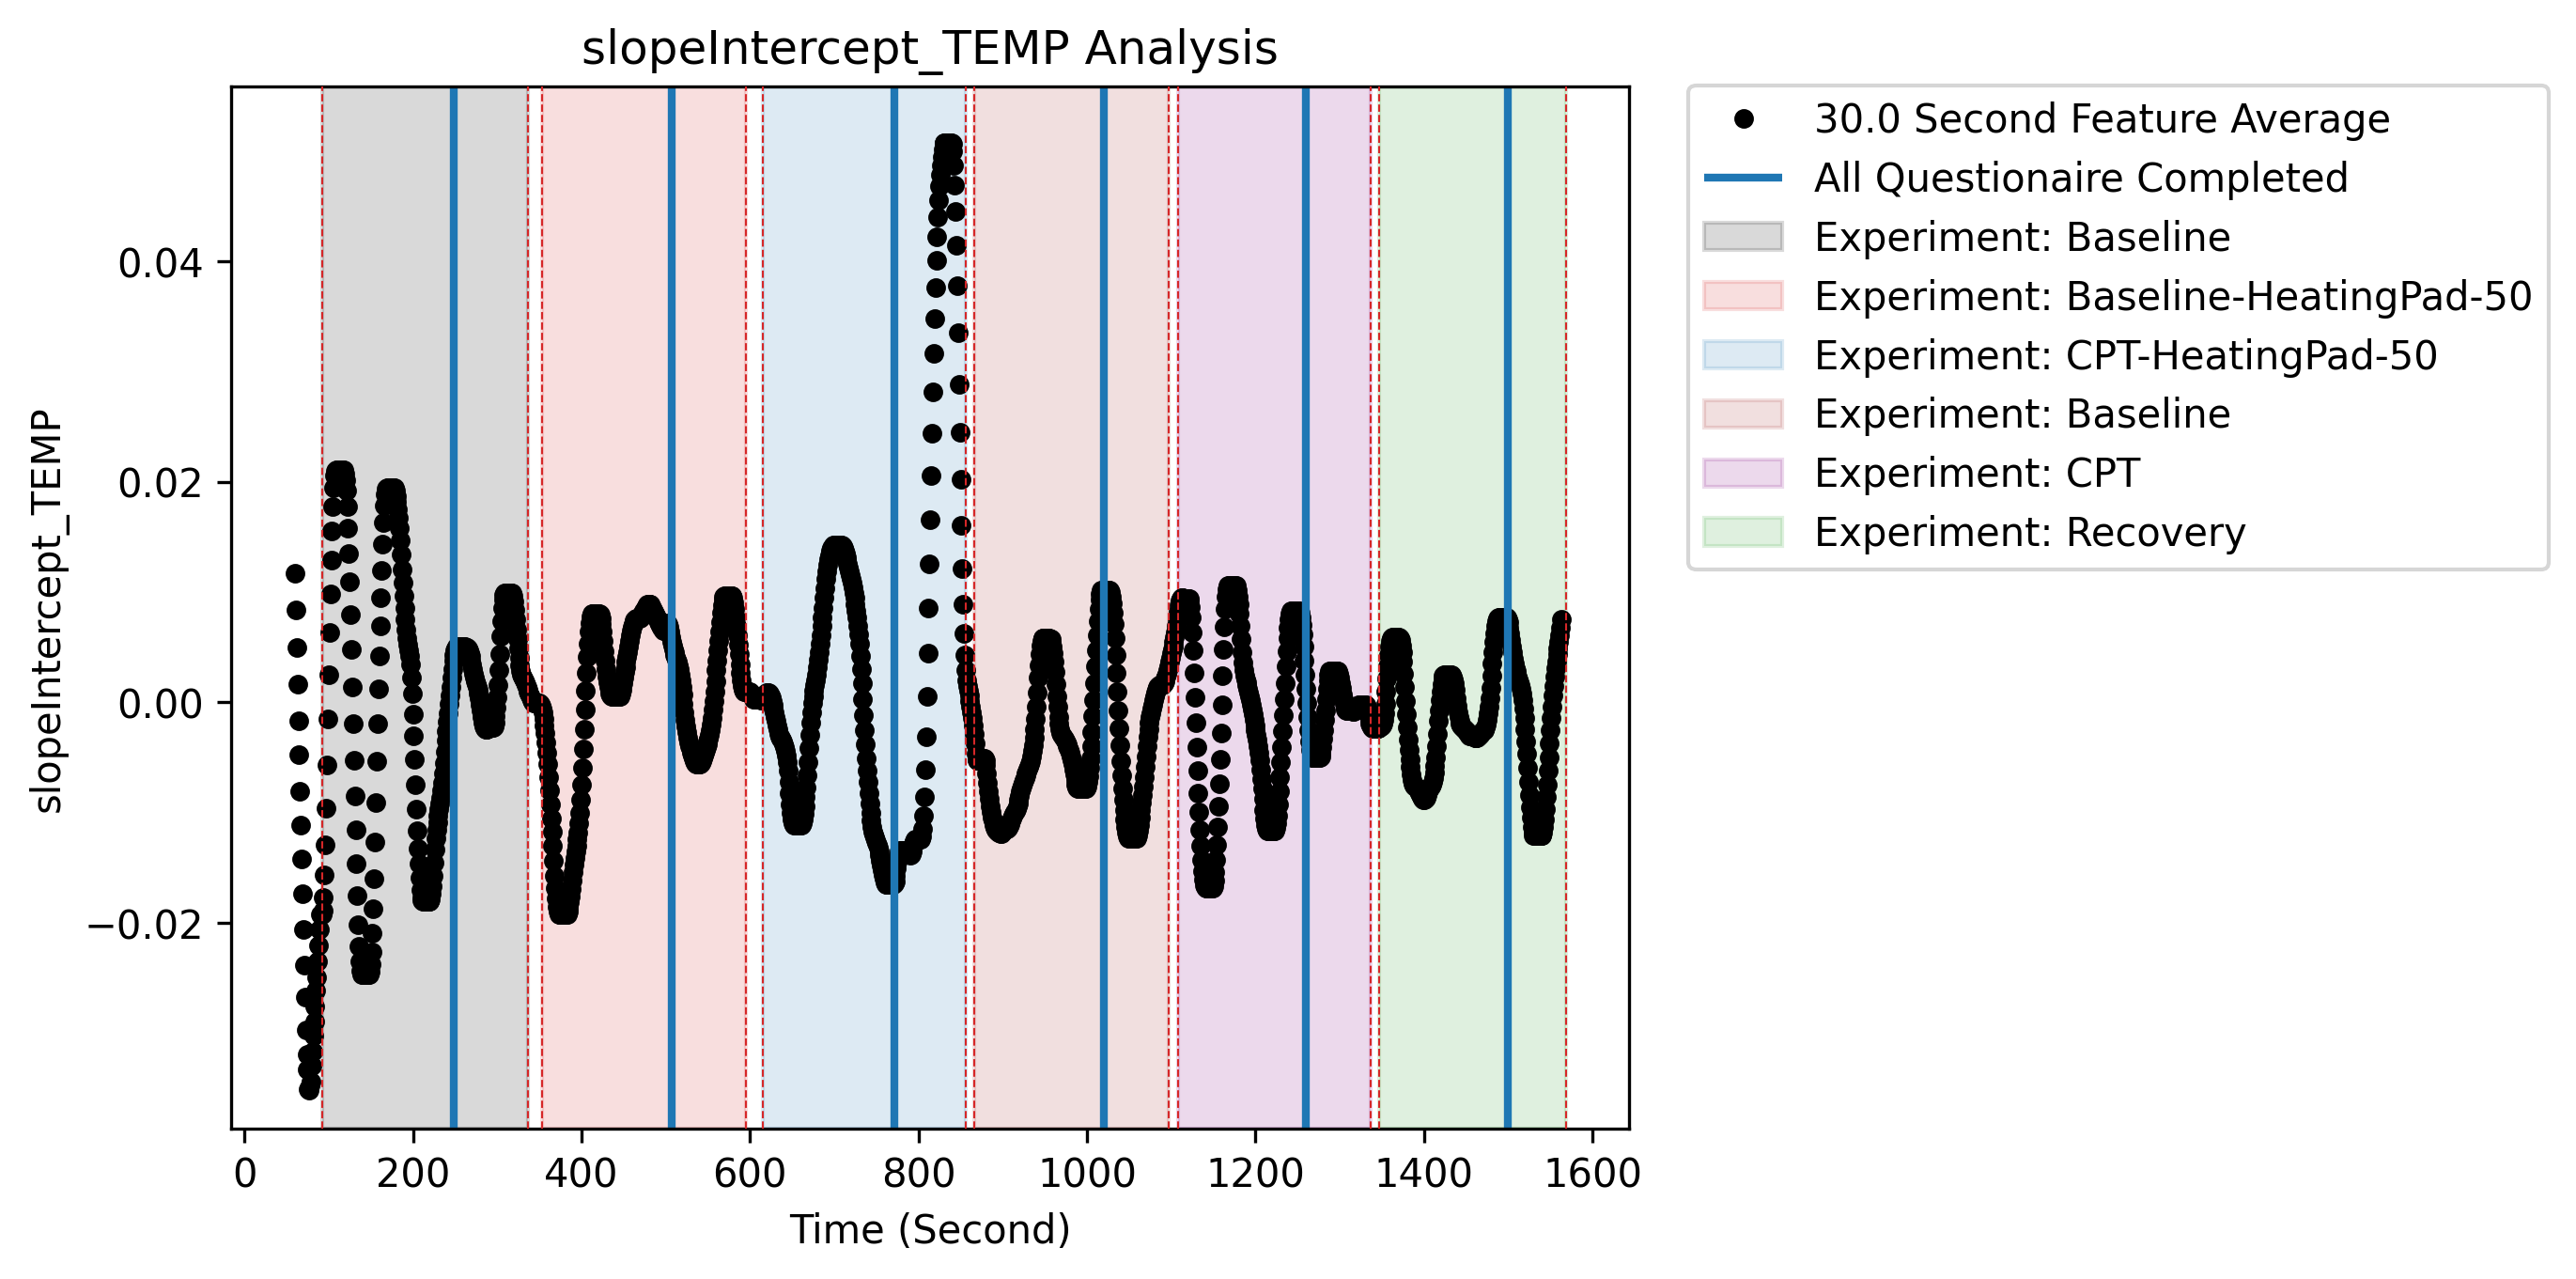 slopeIntercept_TEMP Analysis
30.0 Second Feature Average
All Questionaire Completed
Experiment: Baseline
Experiment: Baseline-HeatingPad-50
Experiment: CPT-HeatingPad-50
Experiment: Baseline
Experiment: CPT
Experiment: Recovery
slopeIntercept_TEMP
0.04
0.02
0.00
−0.02
0 200 400 600 800 1000 1200 1400 1600
Time (Second)